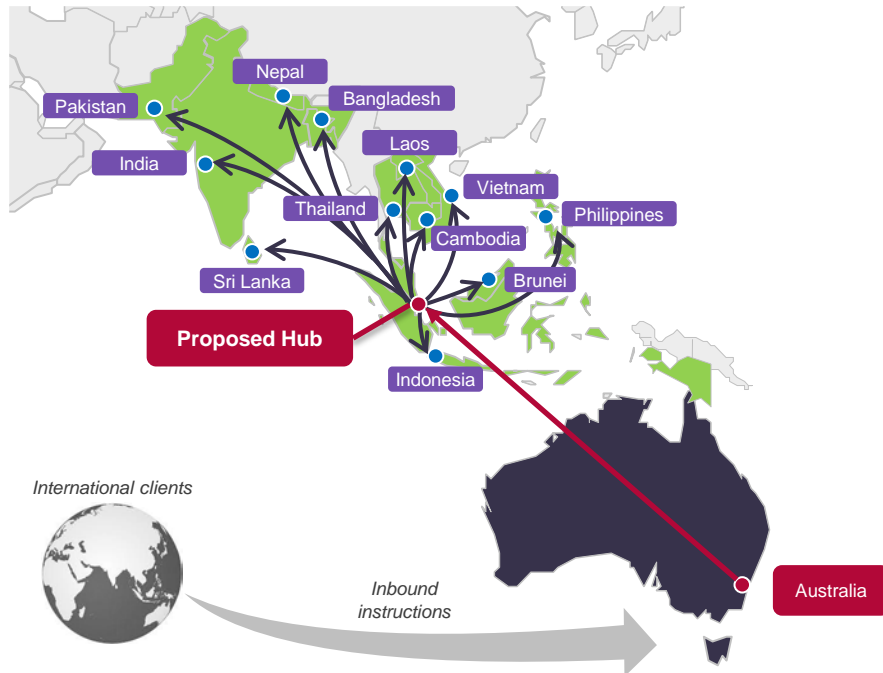 Nepal
Pakistan
Bangladesh
Laos
India
Vietnam
Thailand
Philippines
Cambodia
Sri Lanka
Brunei
Proposed Hub
Indonesia
International clients
Inbound
instructions
Australia